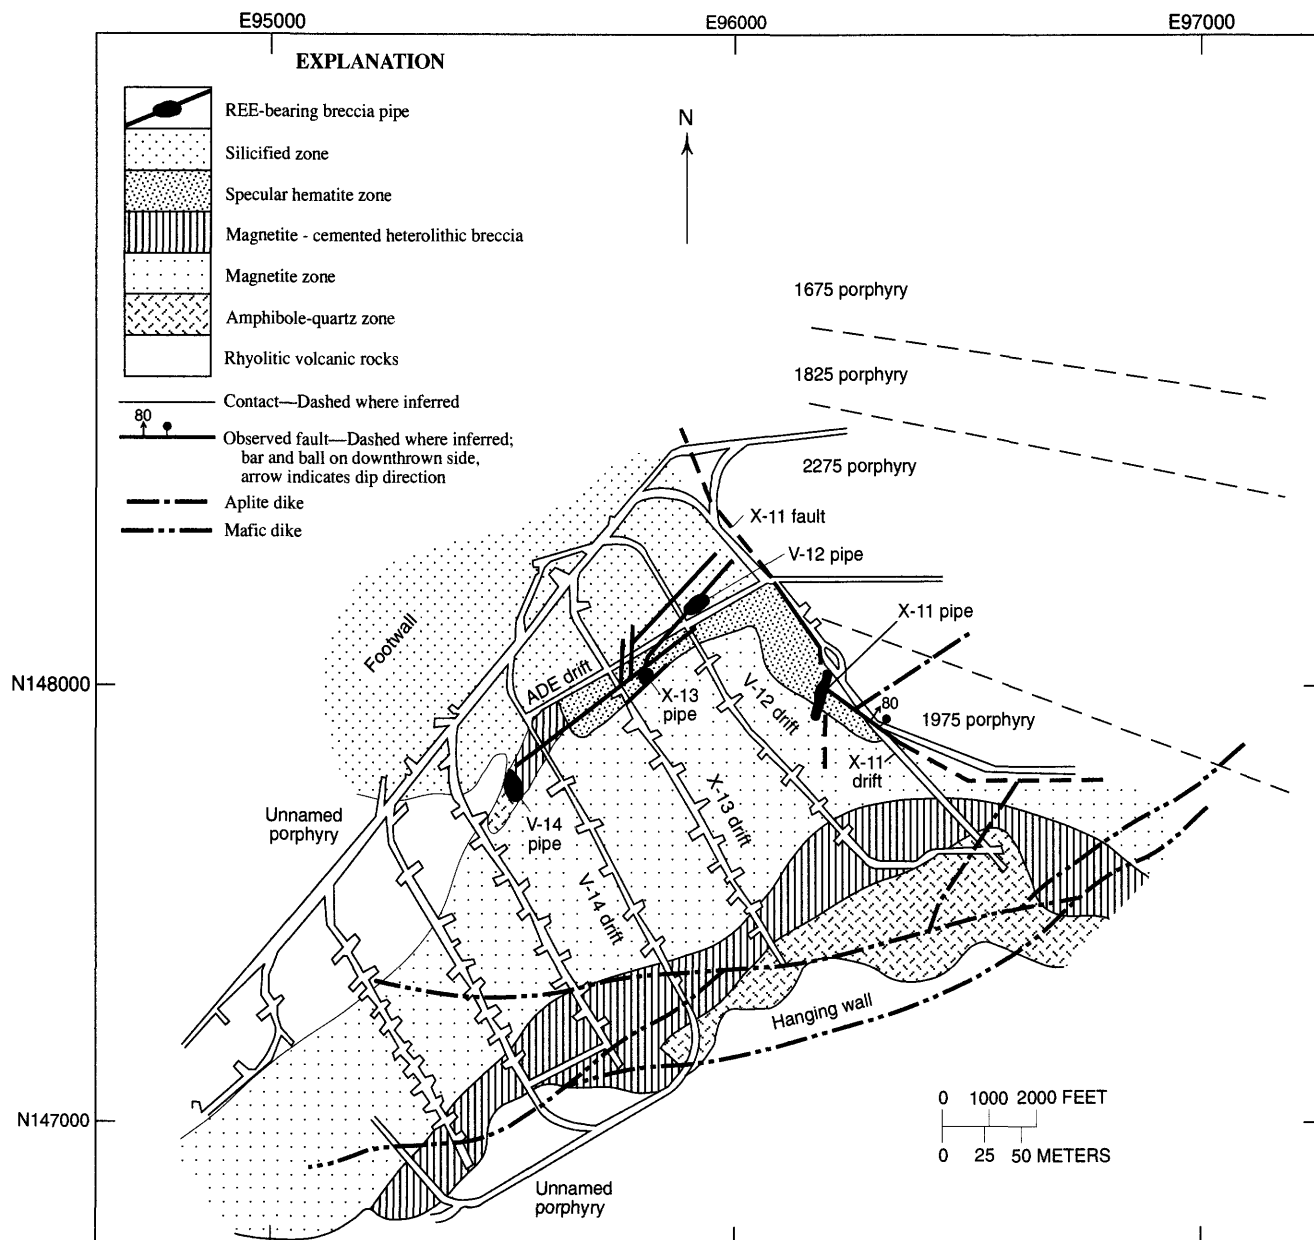 E95000
E96000
E97000
EXPLANATION
REE-bearing breccia pipe
Silicified zone
Specular hematite zone
Magnetite - cemented heterolithic breccia
Magnetite zone
Amphibole-quartz zone
Rhyolitic volcanic rocks
Contact—Dashed where inferred
80
Observed fault—Dashed where inferred;
bar and ball on downthrown side,
arrow indicates dip direction
Aplite dike
Mafic dike
N
1675 porphyry
1825 porphyry
2275 porphyry
X-11 fault
V-12 pipe
X-11 pipe
Footwall
N148000
ADE drift
X-13
pipe
V-12 drift
80
1975 porphyry
X-11
drift
Unnamed
porphyry
V-14
pipe
X-13 drift
V-14 drift
Hanging wall
N147000
0 1000 2000 FEET
0 25 50 METERS
Unnamed
porphyry